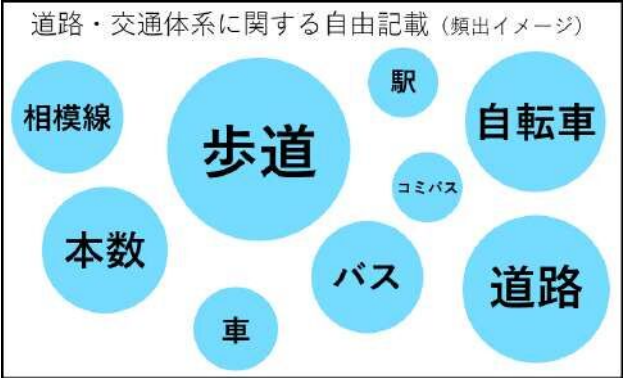 道路・交通体系に関する自由記載（頻出イメージ）
相模線
歩道
駅
自転車
コミバス
本数
バス
道路
車